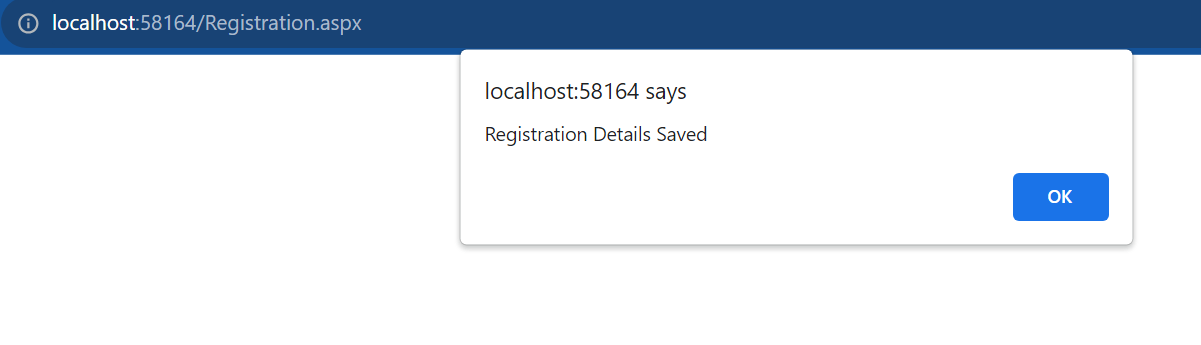 localhost:58164/Registration.aspx
localhost:58164 says
Registration Details Saved
OK